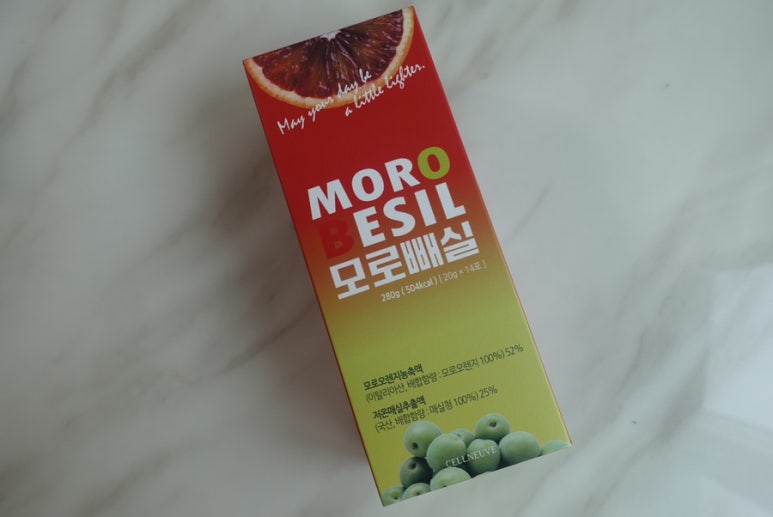 May your day be
a little lighter.
MORO
BESIL
모로빼실
280g ( 504kcal ) [ 20g × 14포 ]
모로오렌지농축액
(이탈리아산, 배합함량 : 모로오렌지 100%) 52%
저온매실추출액
(국산, 배합함량 : 매실청 100%) 25%
CELLNEUVE